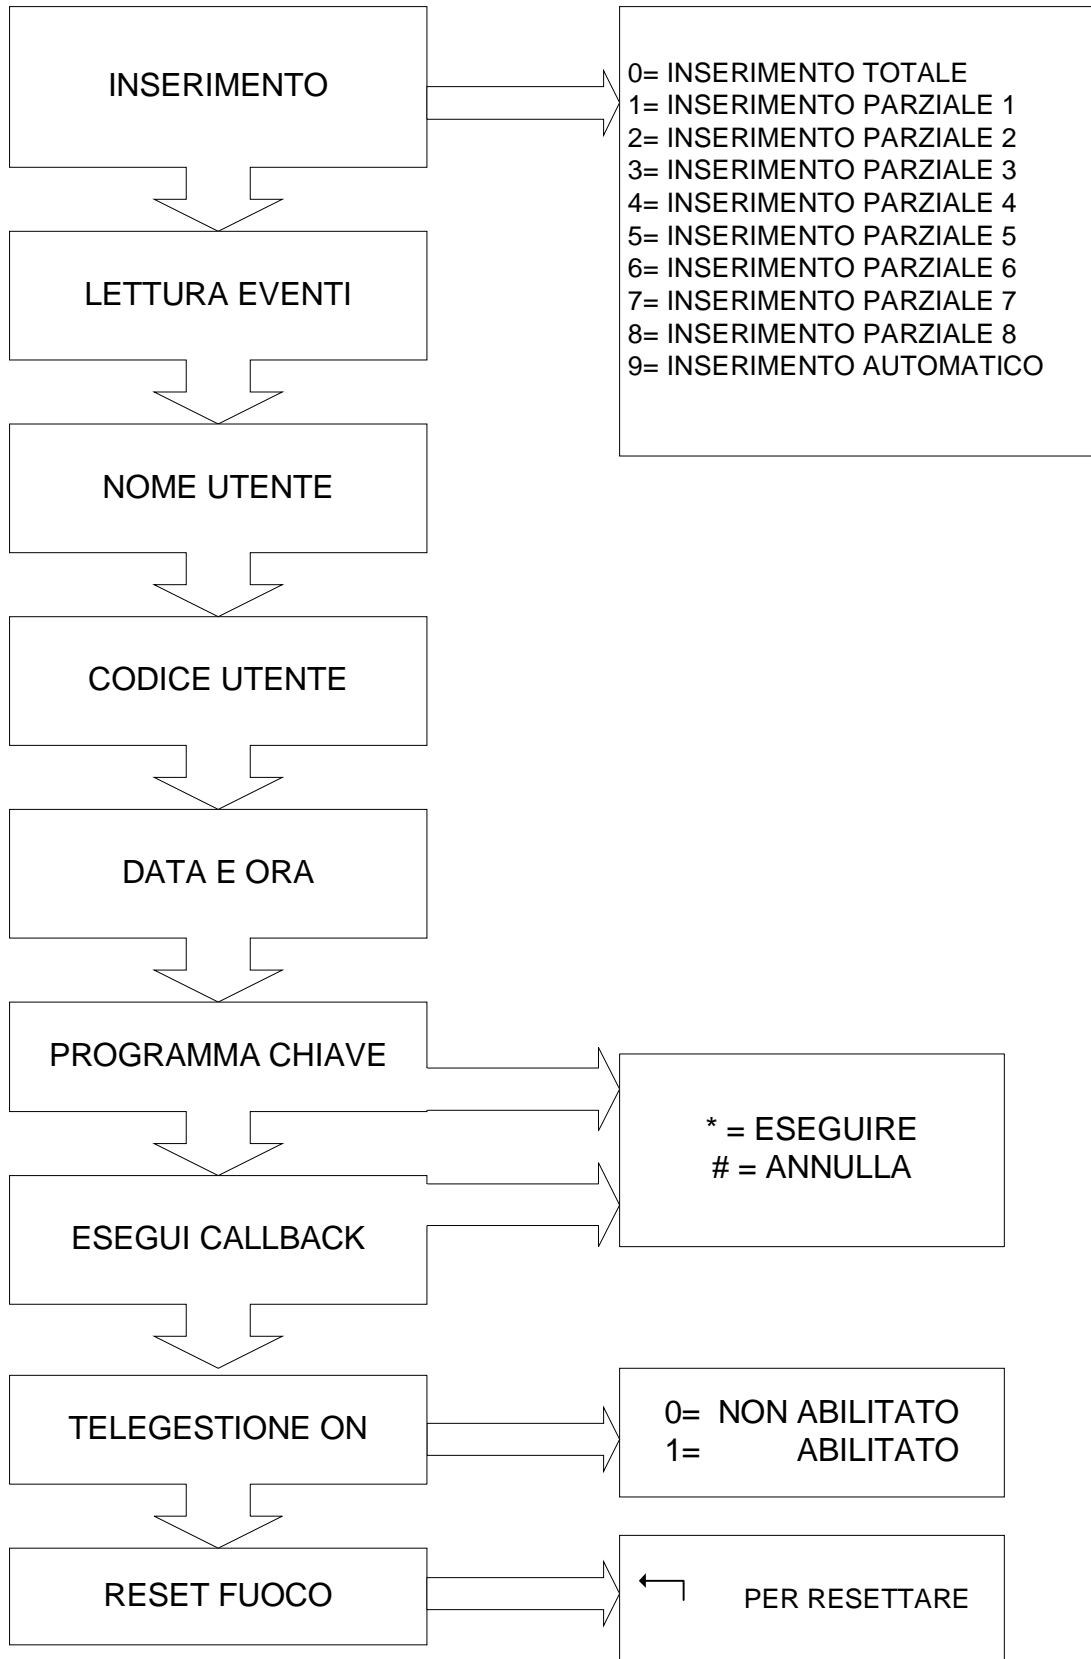 INSERIMENTO
0= INSERIMENTO TOTALE
1= INSERIMENTO PARZIALE 1
2= INSERIMENTO PARZIALE 2
3= INSERIMENTO PARZIALE 3
4= INSERIMENTO PARZIALE 4
5= INSERIMENTO PARZIALE 5
6= INSERIMENTO PARZIALE 6
7= INSERIMENTO PARZIALE 7
8= INSERIMENTO PARZIALE 8
9= INSERIMENTO AUTOMATICO
LETTURA EVENTI
NOME UTENTE
CODICE UTENTE
DATA E ORA
PROGRAMMA CHIAVE
* = ESEGUIRE
# = ANNULLA
ESEGUI CALLBACK
TELEGESTIONE ON
0= NON ABILITATO
1= ABILITATO
RESET FUOCO
PER RESETTARE